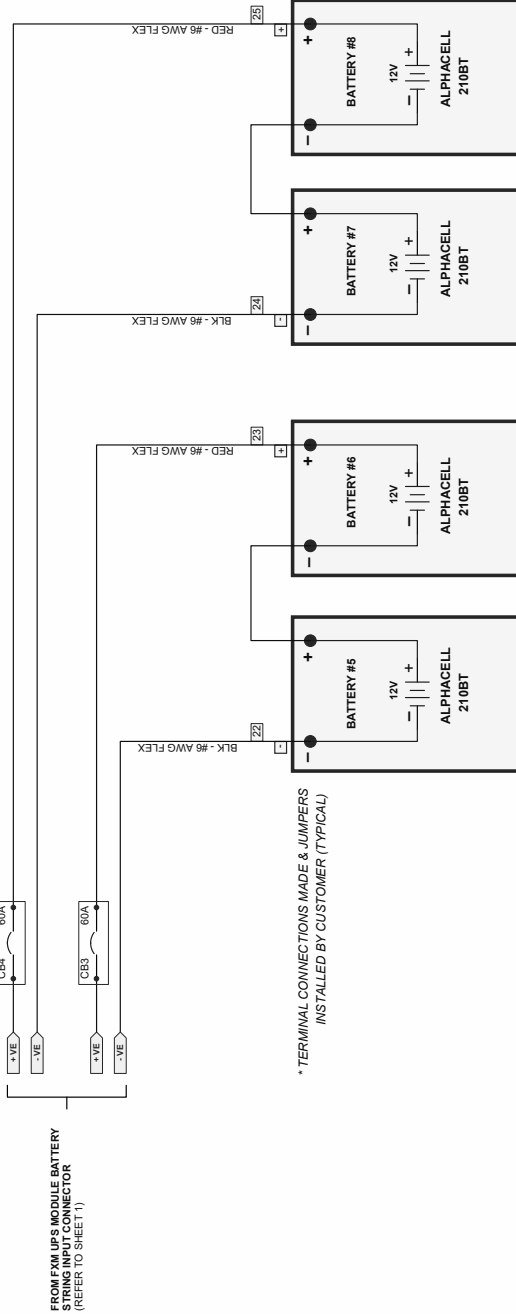 FROM FXM UPS MODULE BATTERY
STRING INPUT CONNECTOR
(REFER TO SHEET 1)
+ VE
- VE
+ VE
- VE
CB4
60A
CB3
60A
RED - #6 AWG FLEX
25
+
BLK - #6 AWG FLEX
24
-
RED - #6 AWG FLEX
23
+
BLK - #6 AWG FLEX
22
-
* TERMINAL CONNECTIONS MADE & JUMPERS
INSTALLED BY CUSTOMER (TYPICAL)
− +
BATTERY #5
12V
− +
ALPHACELL
210BT
− +
BATTERY #6
12V
− +
ALPHACELL
210BT
− +
BATTERY #7
12V
− +
ALPHACELL
210BT
− +
BATTERY #8
12V
− +
ALPHACELL
210BT